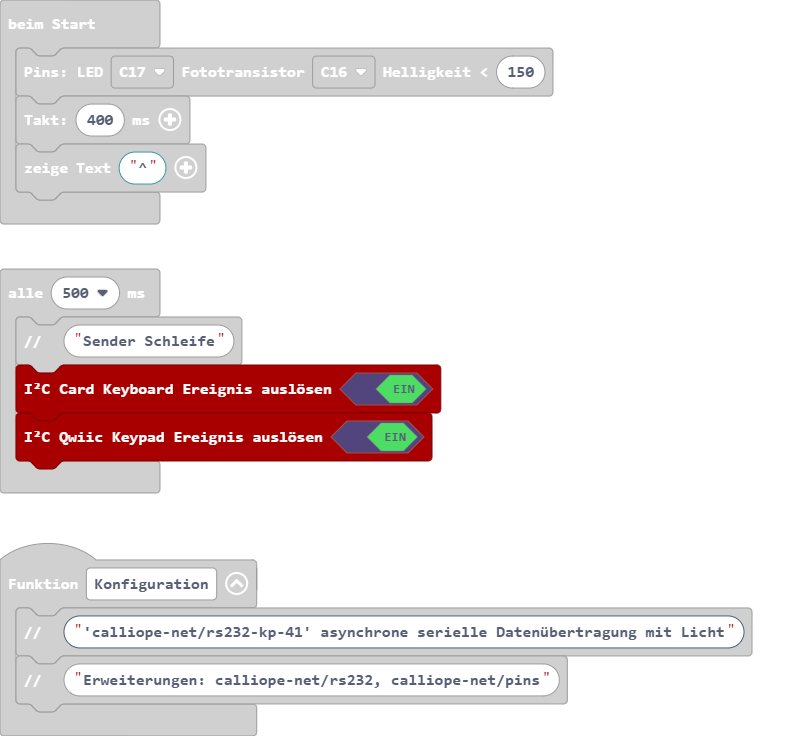 beim Start
Pins: LED C17 Fototransistor C16 Helligkeit < 150
Takt: 400 ms
zeige Text "^"
alle 500 ms
// "Sender Schleife"
I²C Card Keyboard Ereignis auslösen EIN
I²C Qwiic Keypad Ereignis auslösen EIN
Funktion Konfiguration
// "'calliope-net/rs232-kp-41' asynchrone serielle Datenübertragung mit Licht"
// "Erweiterungen: calliope-net/rs232, calliope-net/pins"